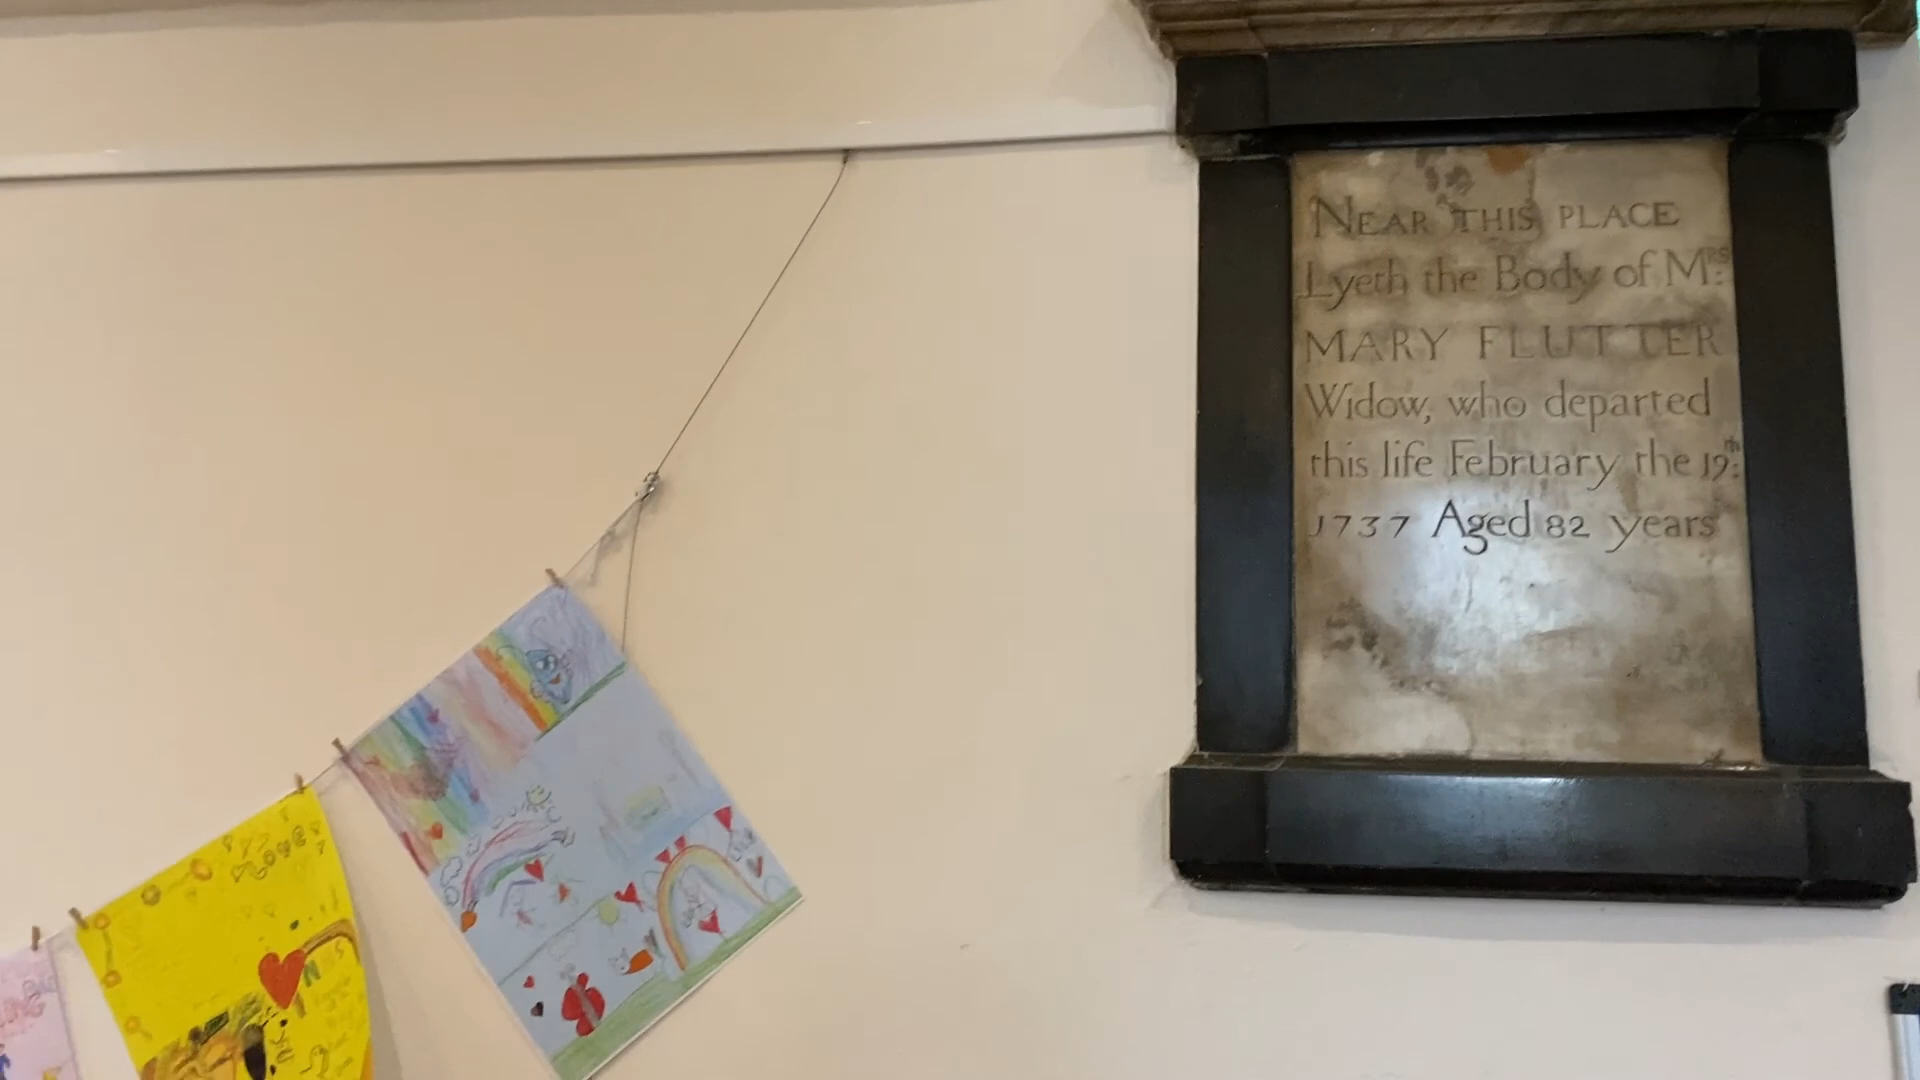 NEAR THIS PLACE
Lyeth the Body of MRS:
MARY FLUTTER
Widow, who departed
this life February the 19th:
1737 Aged 82 years